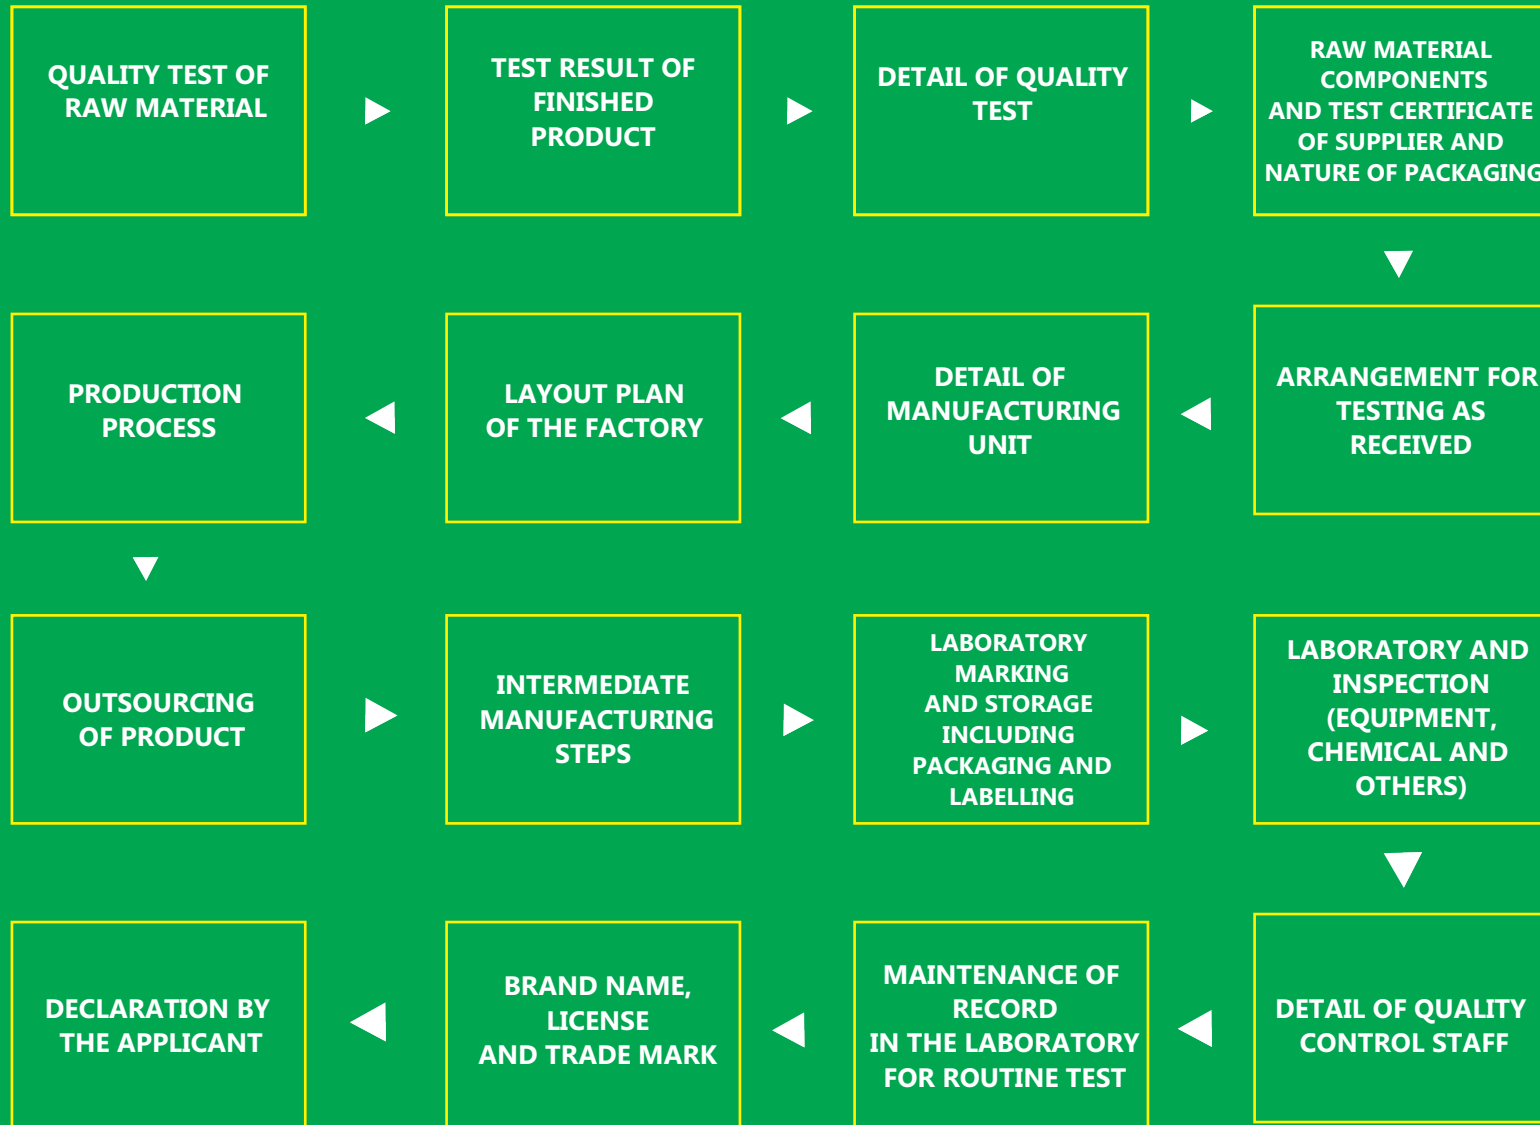 QUALITY TEST OF
RAW MATERIAL
TEST RESULT OF
FINISHED
PRODUCT
DETAIL OF QUALITY
TEST
RAW MATERIAL
COMPONENTS
AND TEST CERTIFICATE
OF SUPPLIER AND
NATURE OF PACKAGING
ARRANGEMENT FOR
TESTING AS
RECEIVED
DETAIL OF
MANUFACTURING
UNIT
LAYOUT PLAN
OF THE FACTORY
PRODUCTION
PROCESS
OUTSOURCING
OF PRODUCT
INTERMEDIATE
MANUFACTURING
STEPS
LABORATORY
MARKING
AND STORAGE
INCLUDING
PACKAGING AND
LABELLING
LABORATORY AND
INSPECTION
(EQUIPMENT,
CHEMICAL AND
OTHERS)
DETAIL OF QUALITY
CONTROL STAFF
MAINTENANCE OF
RECORD
IN THE LABORATORY
FOR ROUTINE TEST
BRAND NAME,
LICENSE
AND TRADE MARK
DECLARATION BY
THE APPLICANT